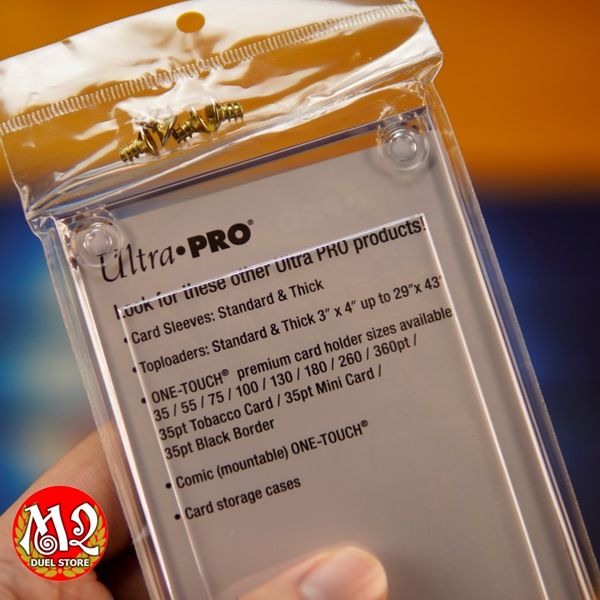 Ultra•PRO®
Look for these other Ultra PRO products!
• Card Sleeves: Standard & Thick
• Toploaders: Standard & Thick 3" x 4" up to 29"x 43"
• ONE-TOUCH® premium card holder sizes available
35 / 55 / 75 / 100 / 130 / 180 / 260 / 360pt /
35pt Tobacco Card / 35pt Mini Card /
35pt Black Border
• Comic (mountable) ONE-TOUCH®
• Card storage cases
M2
DUEL STORE